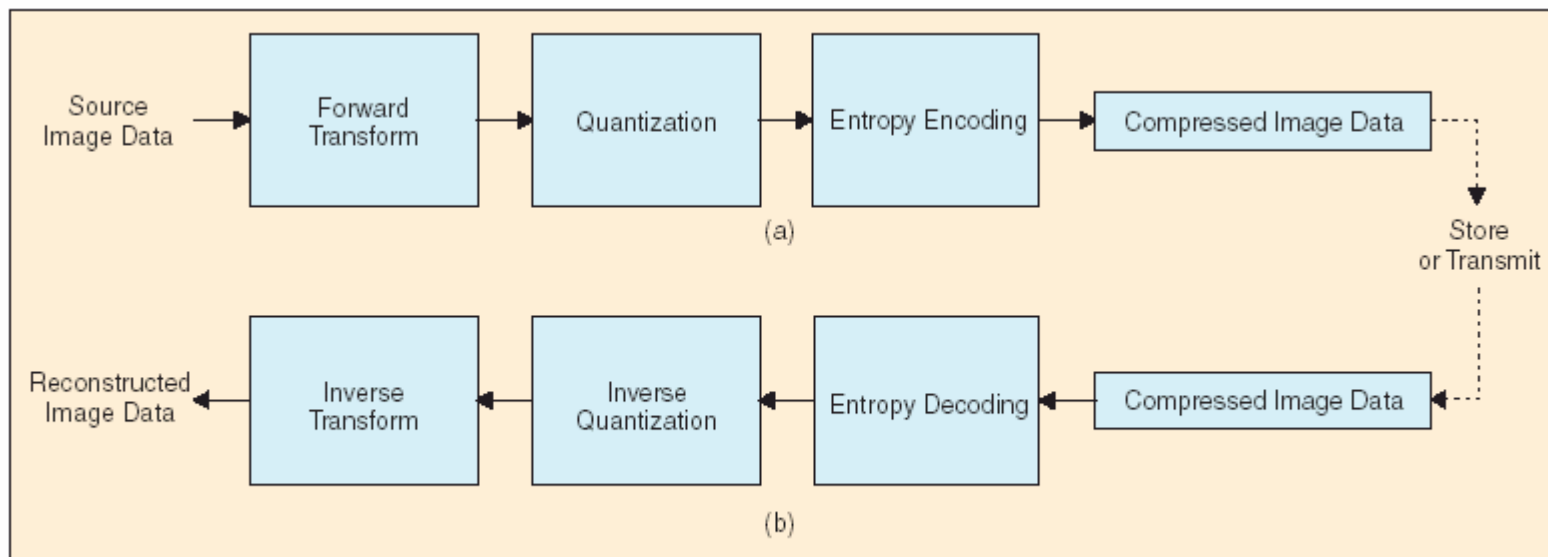 Source
Image Data
Forward
Transform
Quantization
Entropy Encoding
Compressed Image Data
(a)
Store
or Transmit
Reconstructed
Image Data
Inverse
Transform
Inverse
Quantization
Entropy Decoding
Compressed Image Data
(b)